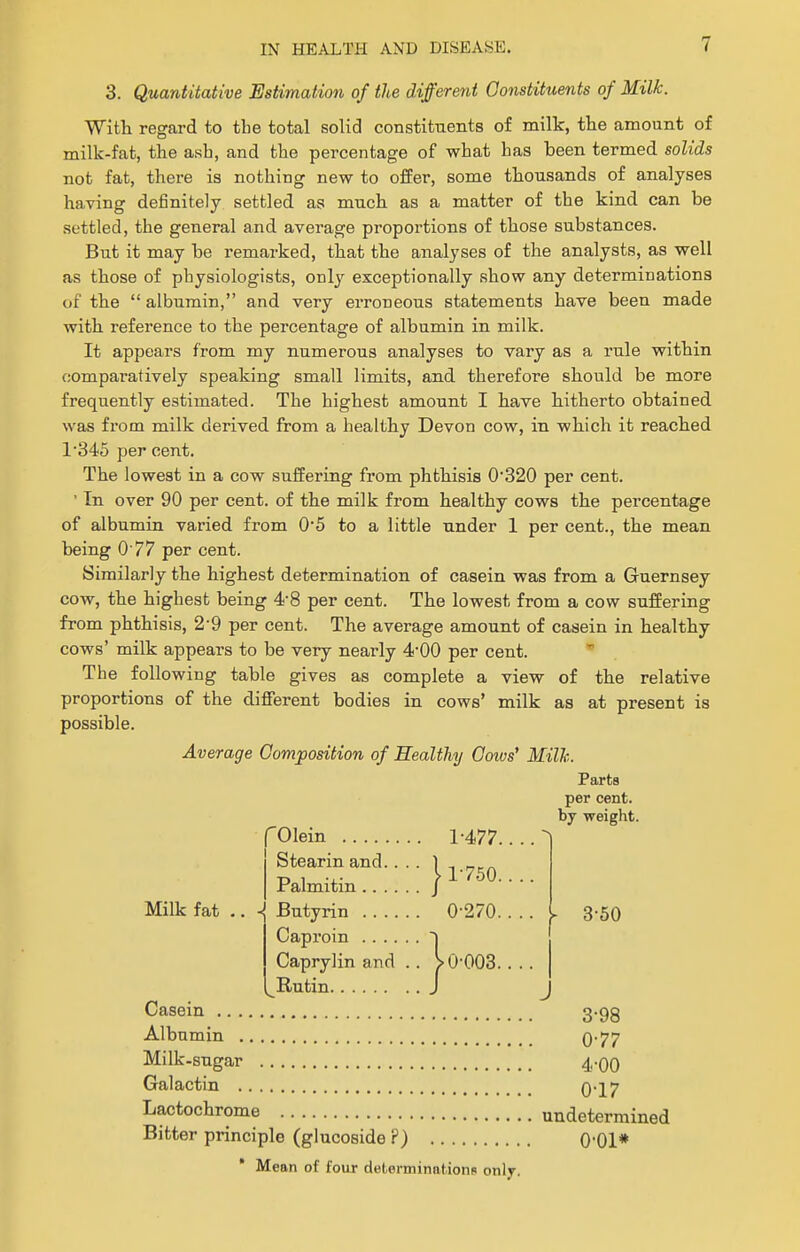 IN HEALTH AND DISEASE. 7
3. Quantitative Estimation of the different Constituents of Milk.
With regard to the total solid constituents of milk, the amount of
milk-fat, the ash, and the percentage of what has been termed solids
not fat, there is nothing new to offer, some thousands of analyses
having definitely settled as much as a matter of the kind can be
settled, the general and average proportions of those substances.
But it may be remarked, that the analyses of the analysts, as well
as those of physiologists, only exceptionally show any determinations
of the “albumin,” and very erroneous statements have been made
with reference to the percentage of albumin in milk.
It appears from my numerous analyses to vary as a rule within
comparatively speaking small limits, and therefore should be more
frequently estimated. The highest amount I have hitherto obtained
was from milk derived from a healthy Devon cow, in which it reached
1·345 per cent.
The lowest in a cow suffering from phthisis 0·320 per cent.
In over 90 per cent. of the milk from healthy cows the percentage
of albumin varied from 0·5 to a little under 1 per cent., the mean
being 0·77 per cent.
Similarly the highest determination of casein was from a Guernsey
cow, the highest being 4·8 per cent. The lowest from a cow suffering
from phthisis, 2·9 per cent. The average amount of casein in healthy
cows’ milk appears to be very nearly 4·00 per cent.
The following table gives as complete a view of the relative
proportions of the different bodies in cows’ milk as at present is
possible.
Average Composition of Healthy Cows’ Milk.
Parts
per cent.
by weight.
Olein ........ 1·477....
Stearin and....
Palmitin...... } 1·750....
Milk fat .. { Butyrin ...... 0·270.... } 3·50
Caproin ......
Caprylin and .. } 0·003....
Rutin........
Casein .............................. 3·98
Albumin ............................ 0·77
Milk-sugar .......................... 4·00
Galactin ............................ 0·17
Lactochrome ........................ undetermined
Bitter principle (glucoside?) .......... 0·01*
* Mean of four determinations only.